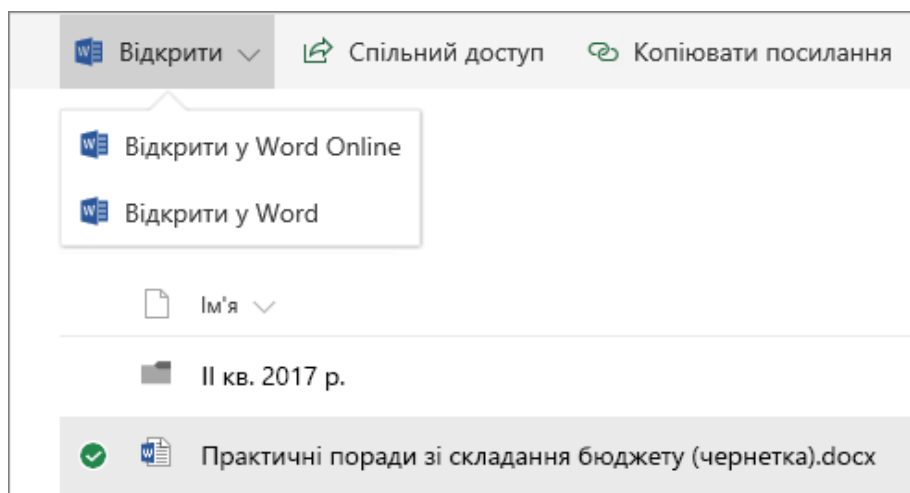 Відкрити Спільний доступ Копіювати посилання
Відкрити у Word Online
Відкрити у Word
Ім'я
ІІ кв. 2017 р.
Практичні поради зі складання бюджету (чернетка).docx